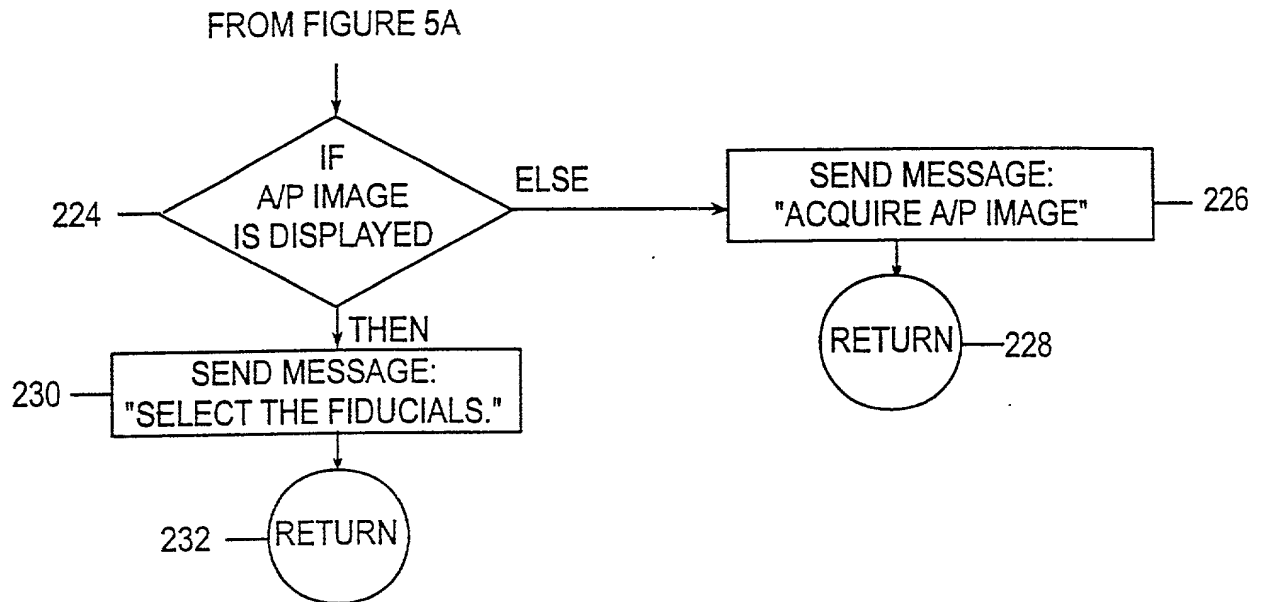 FROM FIGURE 5A
IF
A/P IMAGE
IS DISPLAYED
224
ELSE
SEND MESSAGE:
"ACQUIRE A/P IMAGE"
226
RETURN
228
THEN
SEND MESSAGE:
"SELECT THE FIDUCIALS."
230
RETURN
232